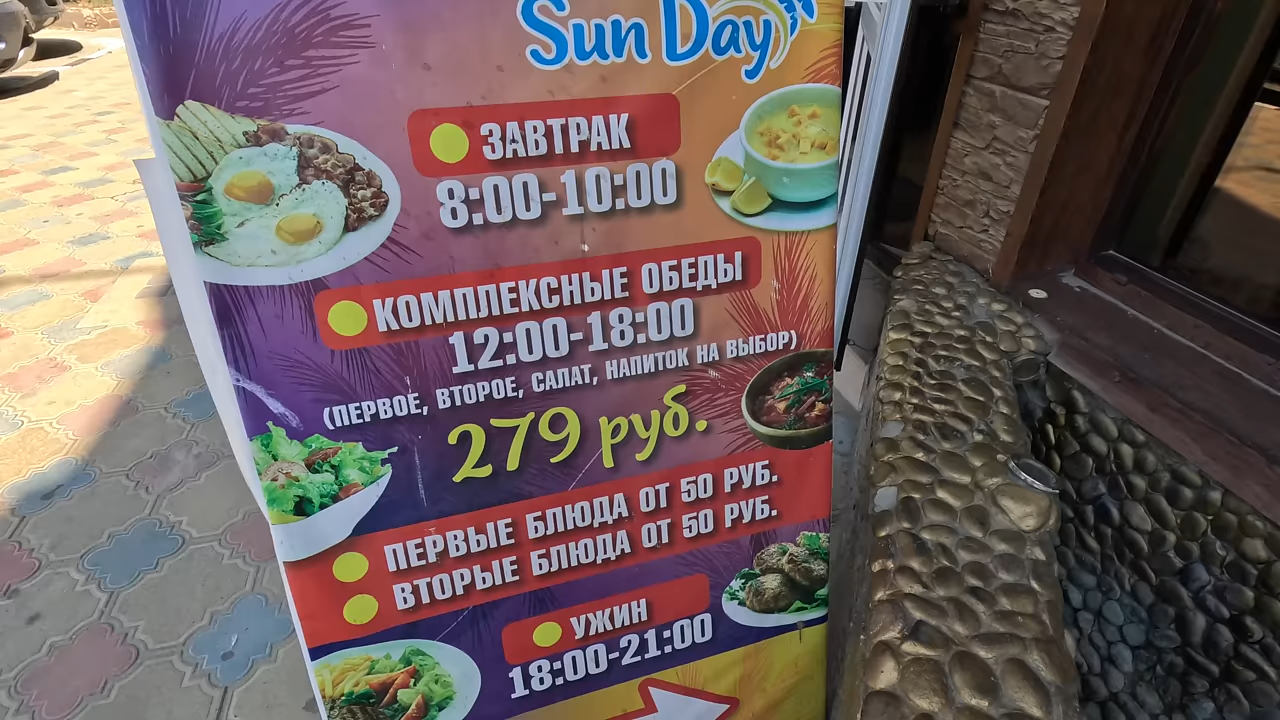 Sun Day
ЗАВТРАК
8:00-10:00
КОМПЛЕКСНЫЕ ОБЕДЫ
12:00-18:00
(ПЕРВОЕ, ВТОРОЕ, САЛАТ, НАПИТОК НА ВЫБОР)
279 руб.
ПЕРВЫЕ БЛЮДА ОТ 50 РУБ.
ВТОРЫЕ БЛЮДА ОТ 50 РУБ.
УЖИН
18:00-21:00